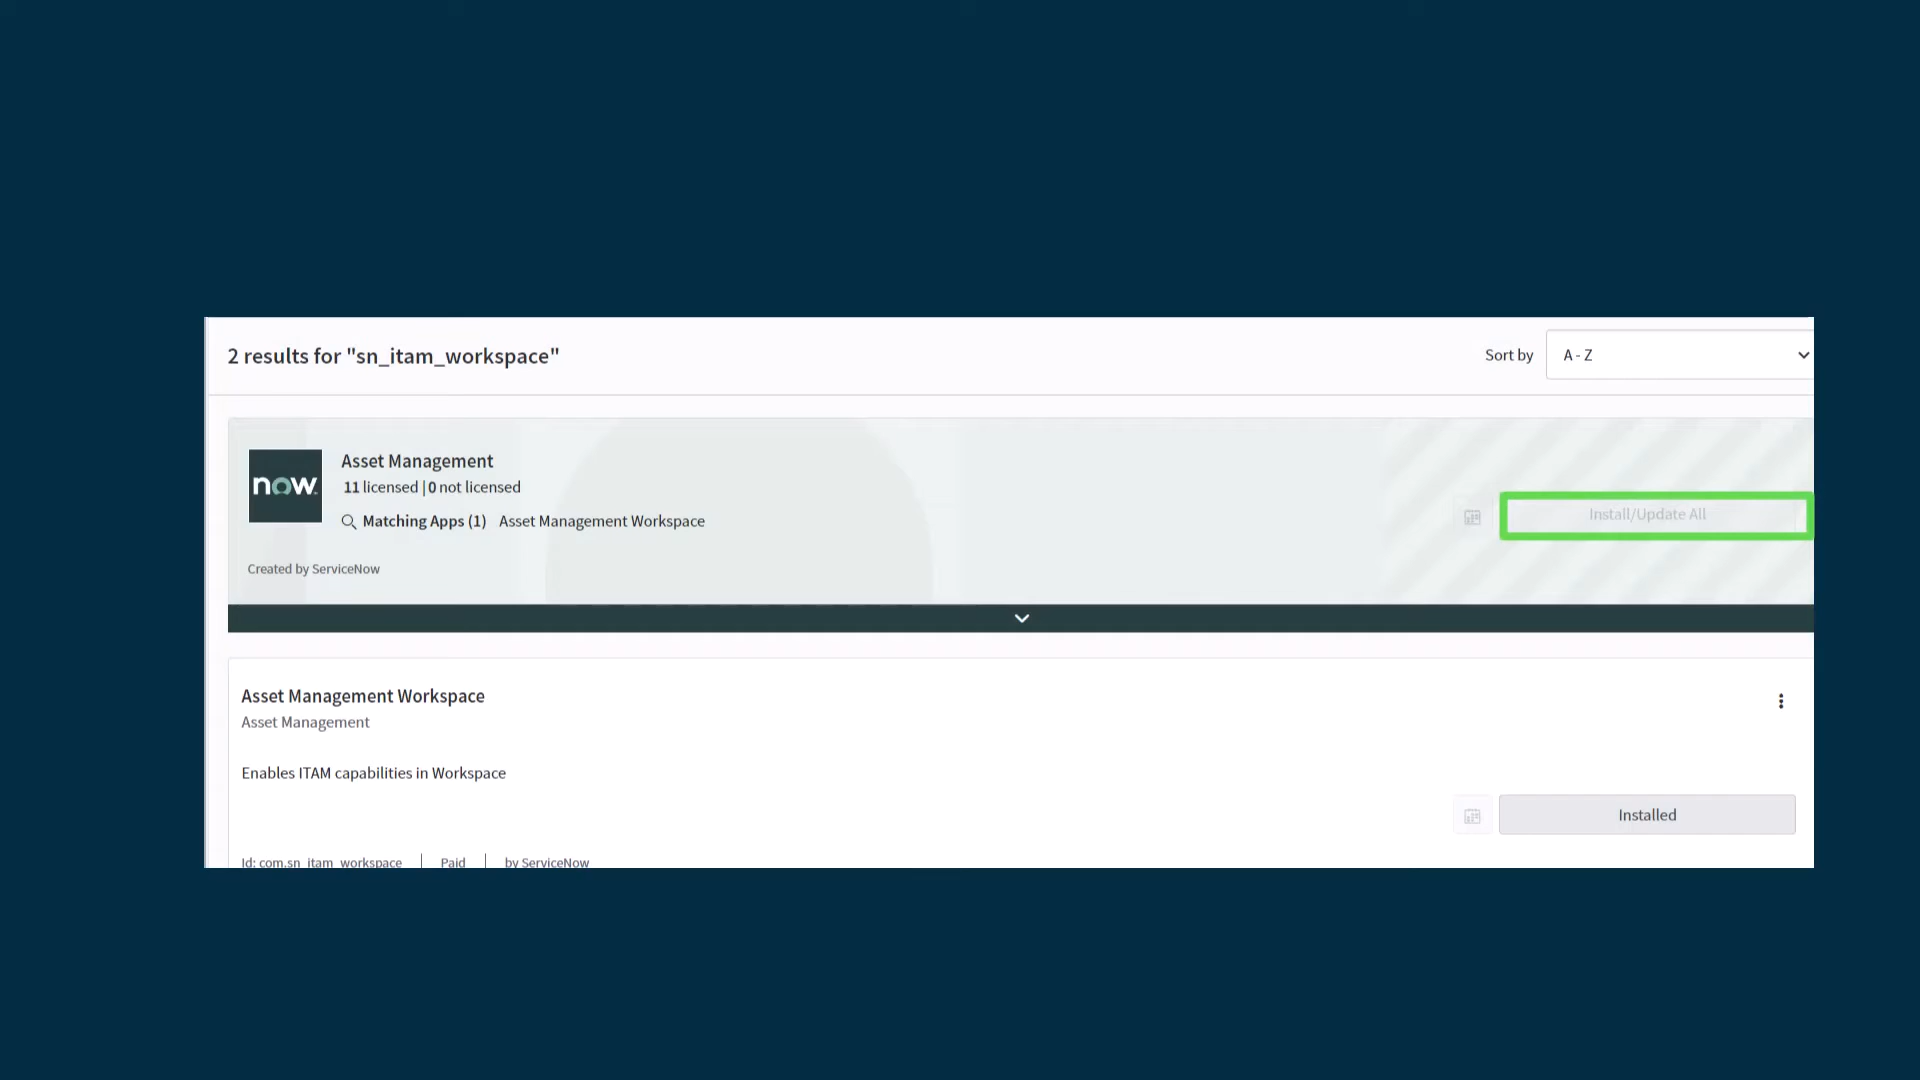 2 results for "sn_itam_workspace"
Sort by
A - Z
now.
Asset Management
11 licensed | 0 not licensed
Matching Apps (1) Asset Management Workspace
Install/Update All
Created by ServiceNow
Asset Management Workspace
Asset Management
Enables ITAM capabilities in Workspace
Installed
Id: com.sn_itam_workspace | Paid | by ServiceNow